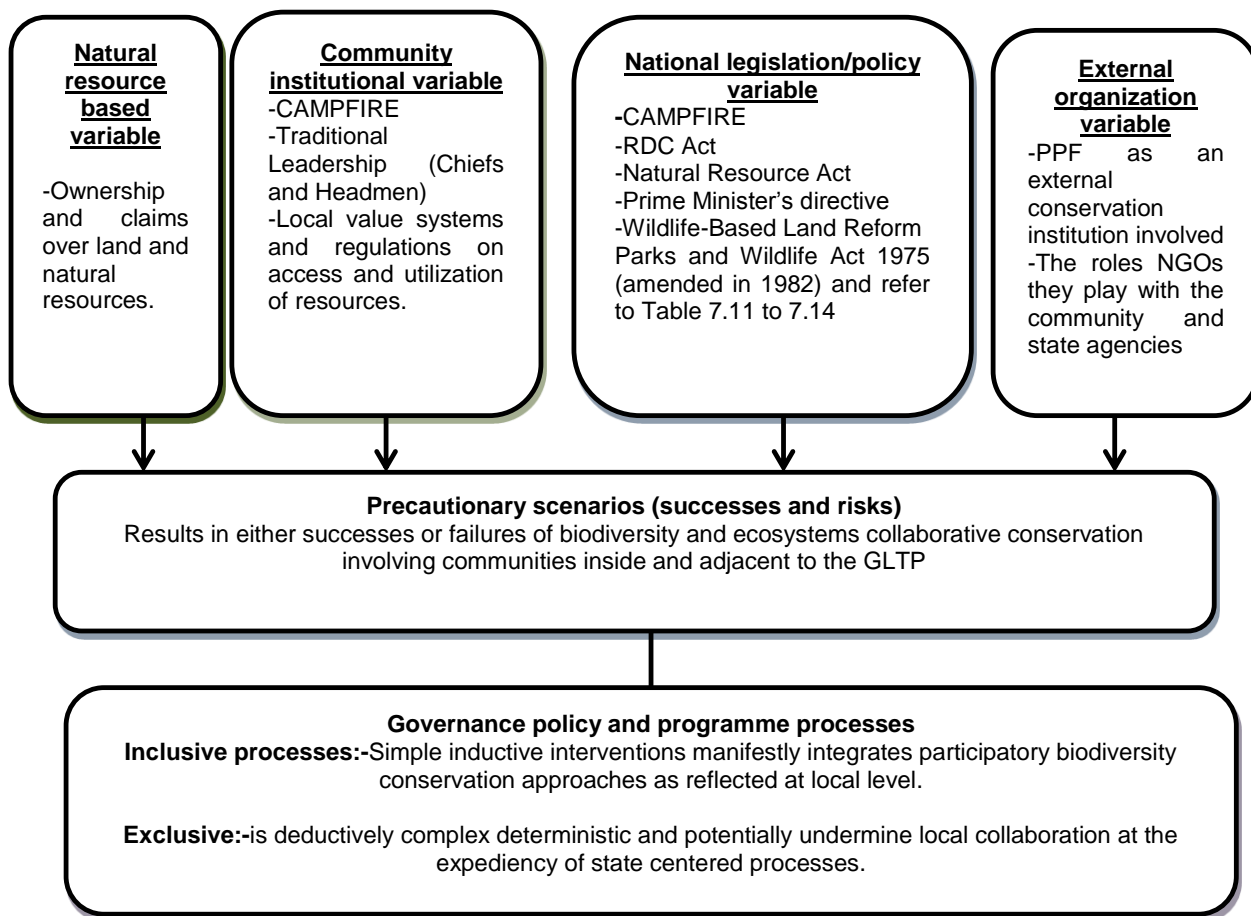 Natural
resource
based
variable
-Ownership
and claims
over land and
natural
resources.
Community
institutional variable
-CAMPFIRE
-Traditional
Leadership (Chiefs
and Headmen)
-Local value systems
and regulations on
access and utilization
of resources.
National legislation/policy
variable
-CAMPFIRE
-RDC Act
-Natural Resource Act
-Prime Minister’s directive
-Wildlife-Based Land Reform
Parks and Wildlife Act 1975
(amended in 1982) and refer
to Table 7.11 to 7.14
External
organization
variable
-PPF as an
external
conservation
institution involved
-The roles NGOs
they play with the
community and
state agencies
Precautionary scenarios (successes and risks)
Results in either successes or failures of biodiversity and ecosystems collaborative conservation
involving communities inside and adjacent to the GLTP
Governance policy and programme processes
Inclusive processes:-Simple inductive interventions manifestly integrates participatory biodiversity
conservation approaches as reflected at local level.
Exclusive:-is deductively complex deterministic and potentially undermine local collaboration at the
expediency of state centered processes.